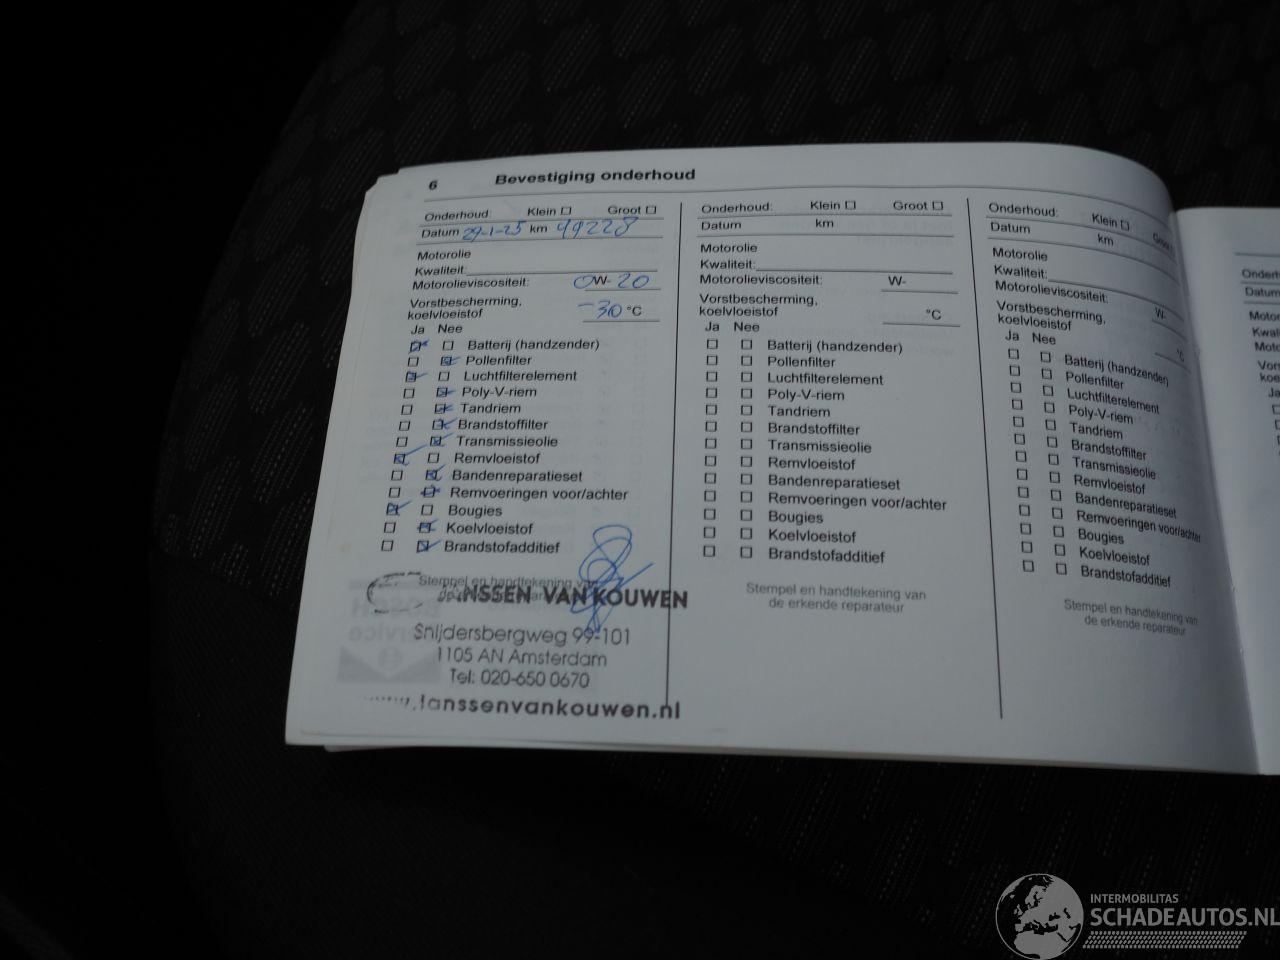 6 Bevestiging onderhoud
Onderhoud: Klein ☐ Groot ☐
Datum 29-1-25 km 49228
Motorolie
Kwaliteit:
Motorolieviscositeit: 0W-20
Vorstbescherming,
koelvloeistof -30 °C
Ja Nee
☑ ☐ Batterij (handzender)
☐ ☑ Pollenfilter
☑ ☐ Luchtfilterelement
☐ ☑ Poly-V-riem
☐ ☑ Tandriem
☐ ☑ Brandstoffilter
☐ ☑ Transmissieolie
☑ ☐ Remvloeistof
☐ ☑ Bandenreparatieset
☐ ☑ Remvoeringen voor/achter
☑ ☐ Bougies
☐ ☑ Koelvloeistof
☐ ☑ Brandstofadditief
Stempel en handtekening van
JANSSEN VAN KOUWEN
Snijdersbergweg 99-101
1105 AN Amsterdam
Tel: 020-650 0670
www.janssenvankouwen.nl
Onderhoud: Klein ☐ Groot ☐
Datum km
Motorolie
Kwaliteit:
Motorolieviscositeit: W-
Vorstbescherming,
koelvloeistof °C
Ja Nee
☐ ☐ Batterij (handzender)
☐ ☐ Pollenfilter
☐ ☐ Luchtfilterelement
☐ ☐ Poly-V-riem
☐ ☐ Tandriem
☐ ☐ Brandstoffilter
☐ ☐ Transmissieolie
☐ ☐ Remvloeistof
☐ ☐ Bandenreparatieset
☐ ☐ Remvoeringen voor/achter
☐ ☐ Bougies
☐ ☐ Koelvloeistof
☐ ☐ Brandstofadditief
Stempel en handtekening van
de erkende reparateur
Onderhoud: Klein ☐
Datum km
Motorolie
Kwaliteit:
Motorolieviscositeit: W-
Vorstbescherming,
koelvloeistof °C
Ja Nee
☐ ☐ Batterij (handzender)
☐ ☐ Pollenfilter
☐ ☐ Luchtfilterelement
☐ ☐ Poly-V-riem
☐ ☐ Tandriem
☐ ☐ Brandstoffilter
☐ ☐ Transmissieolie
☐ ☐ Remvloeistof
☐ ☐ Bandenreparatieset
☐ ☐ Remvoeringen voor/achter
☐ ☐ Bougies
☐ ☐ Koelvloeistof
☐ ☐ Brandstofadditief
Stempel en handtekening van
de erkende reparateur
INTERMOBILITAS
SCHADEAUTOS.NL